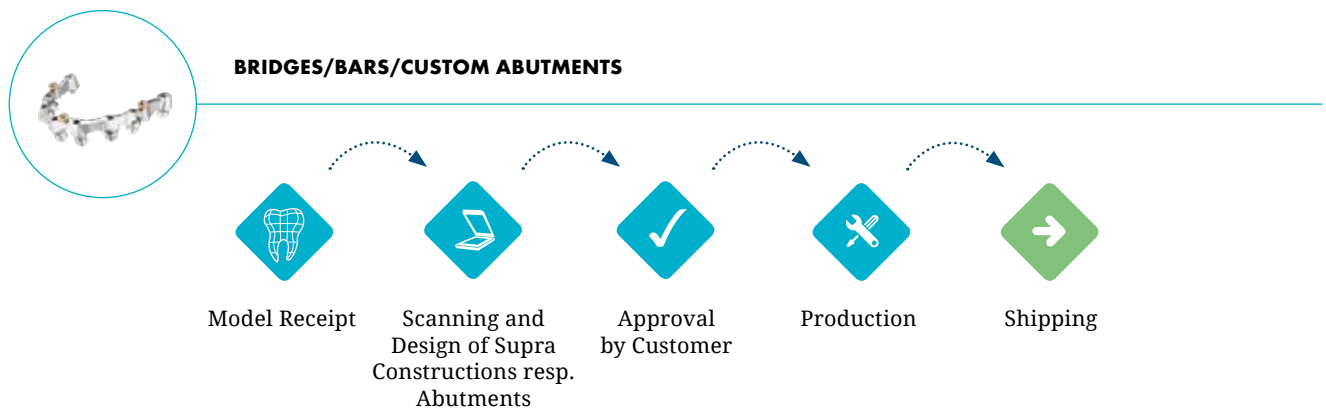 BRIDGES/BARS/CUSTOM ABUTMENTS
Model Receipt
Scanning and
Design of Supra
Constructions resp.
Abutments
Approval
by Customer
Production
Shipping